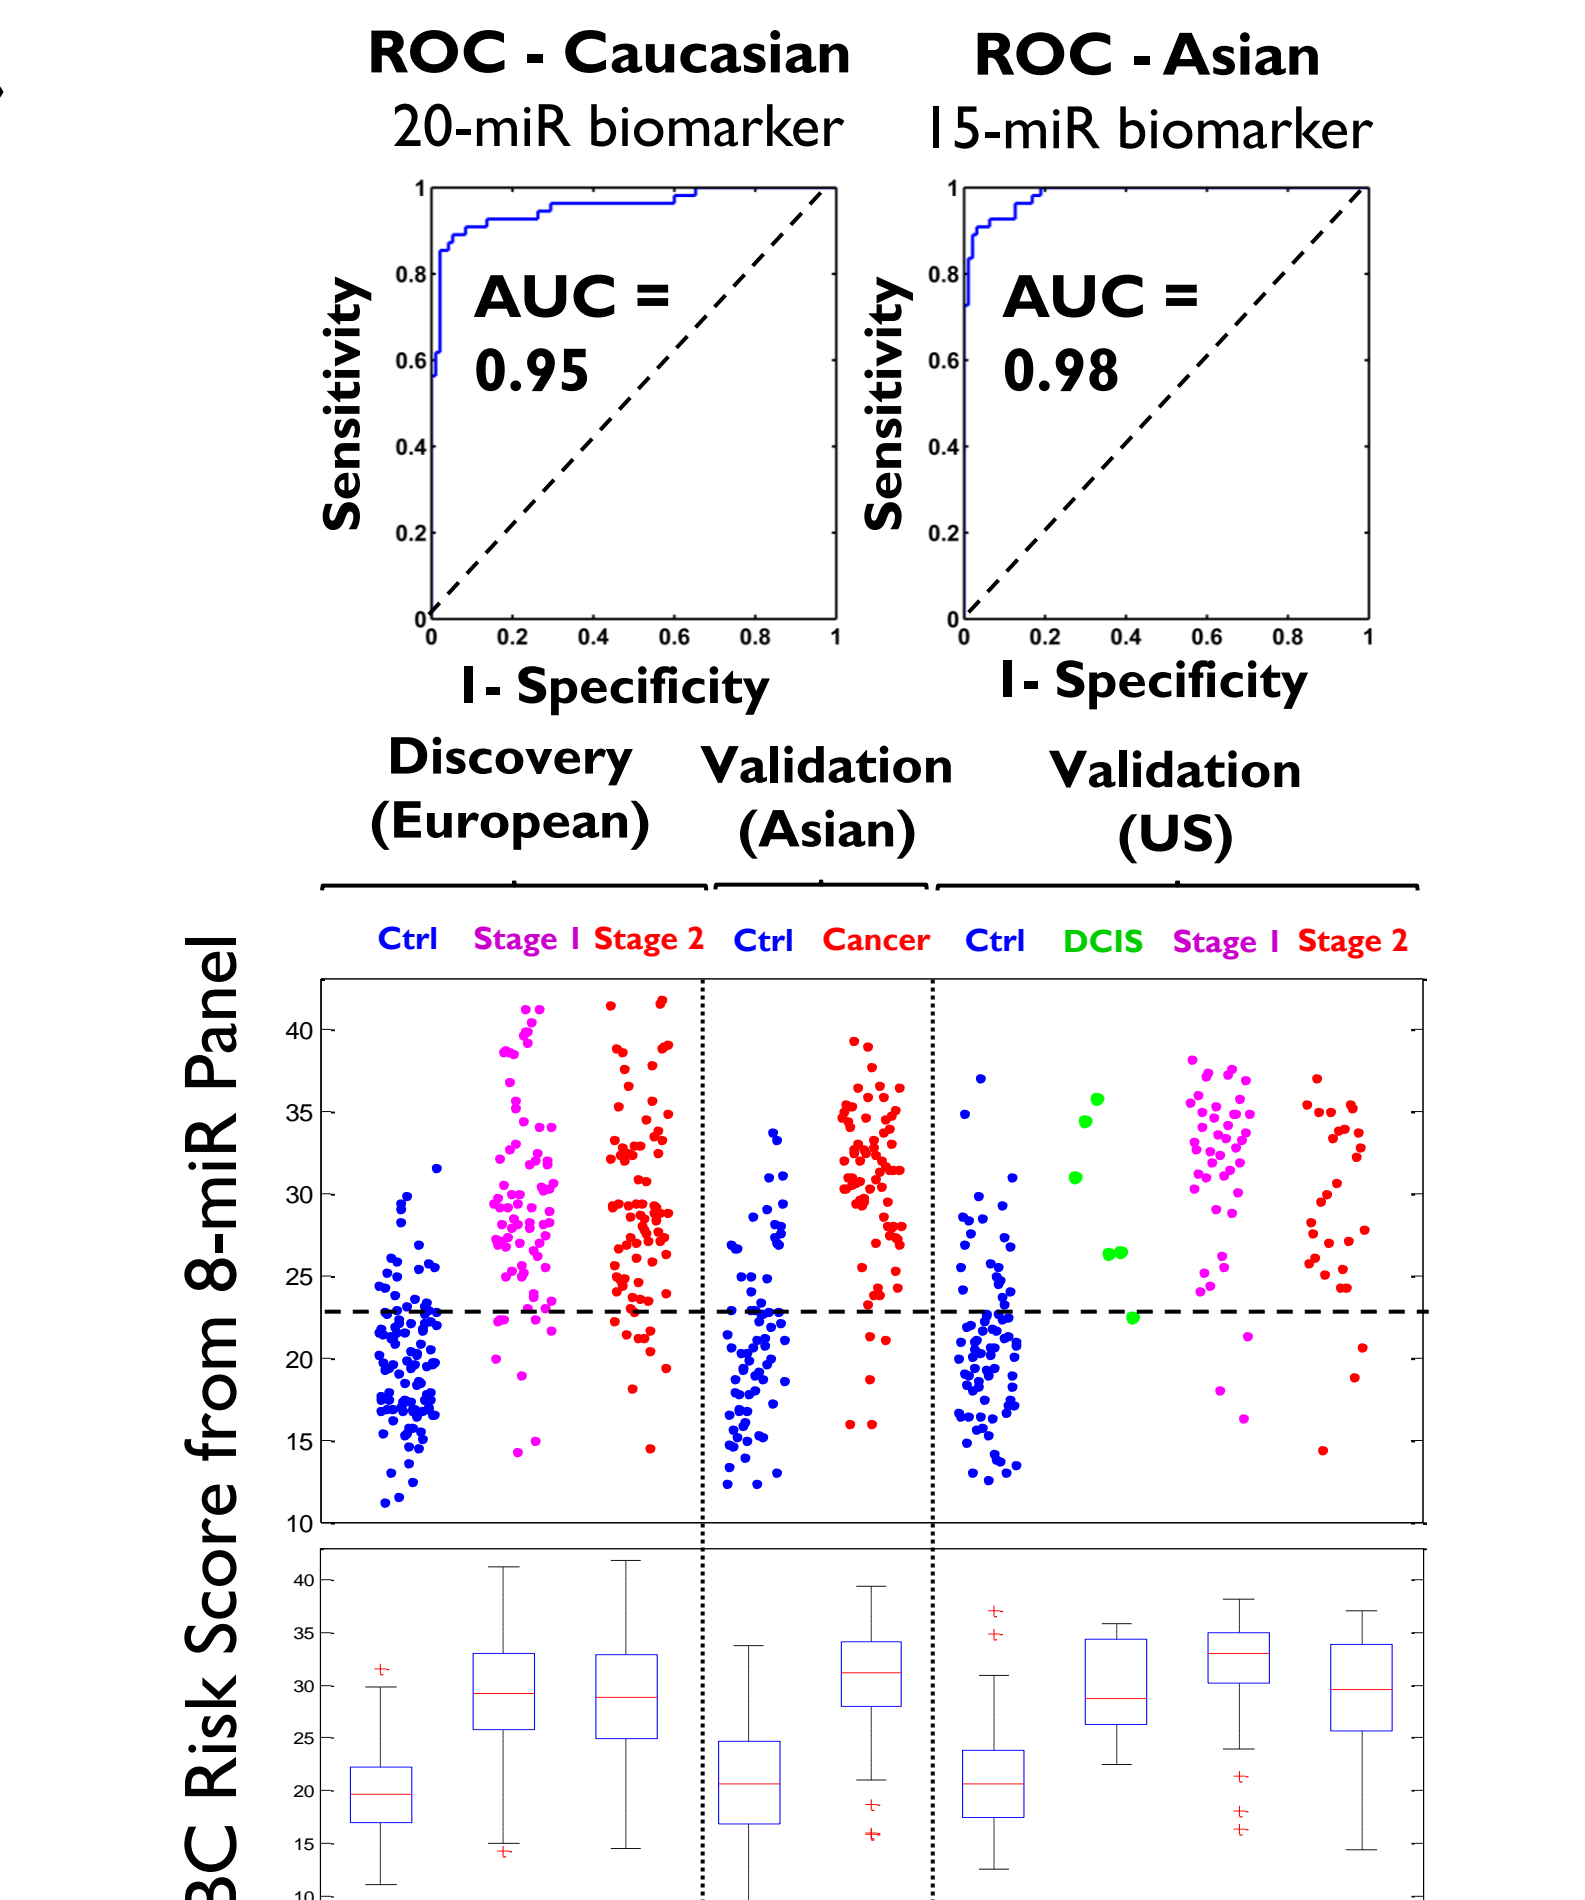 ROC - Caucasian
20-miR biomarker
ROC - Asian
15-miR biomarker
1
0.8
0.6
0.4
0.2
0
0 0.2 0.4 0.6 0.8 1
Sensitivity
AUC =
0.95
1- Specificity
1
0.8
0.6
0.4
0.2
0
0 0.2 0.4 0.6 0.8 1
Sensitivity
AUC =
0.98
1- Specificity
Discovery
(European)
Validation
(Asian)
Validation
(US)
Ctrl Stage 1 Stage 2 Ctrl Cancer Ctrl DCIS Stage 1 Stage 2
BC Risk Score from 8-miR Panel
40
35
30
25
20
15
10
40
35
30
25
20
15
10